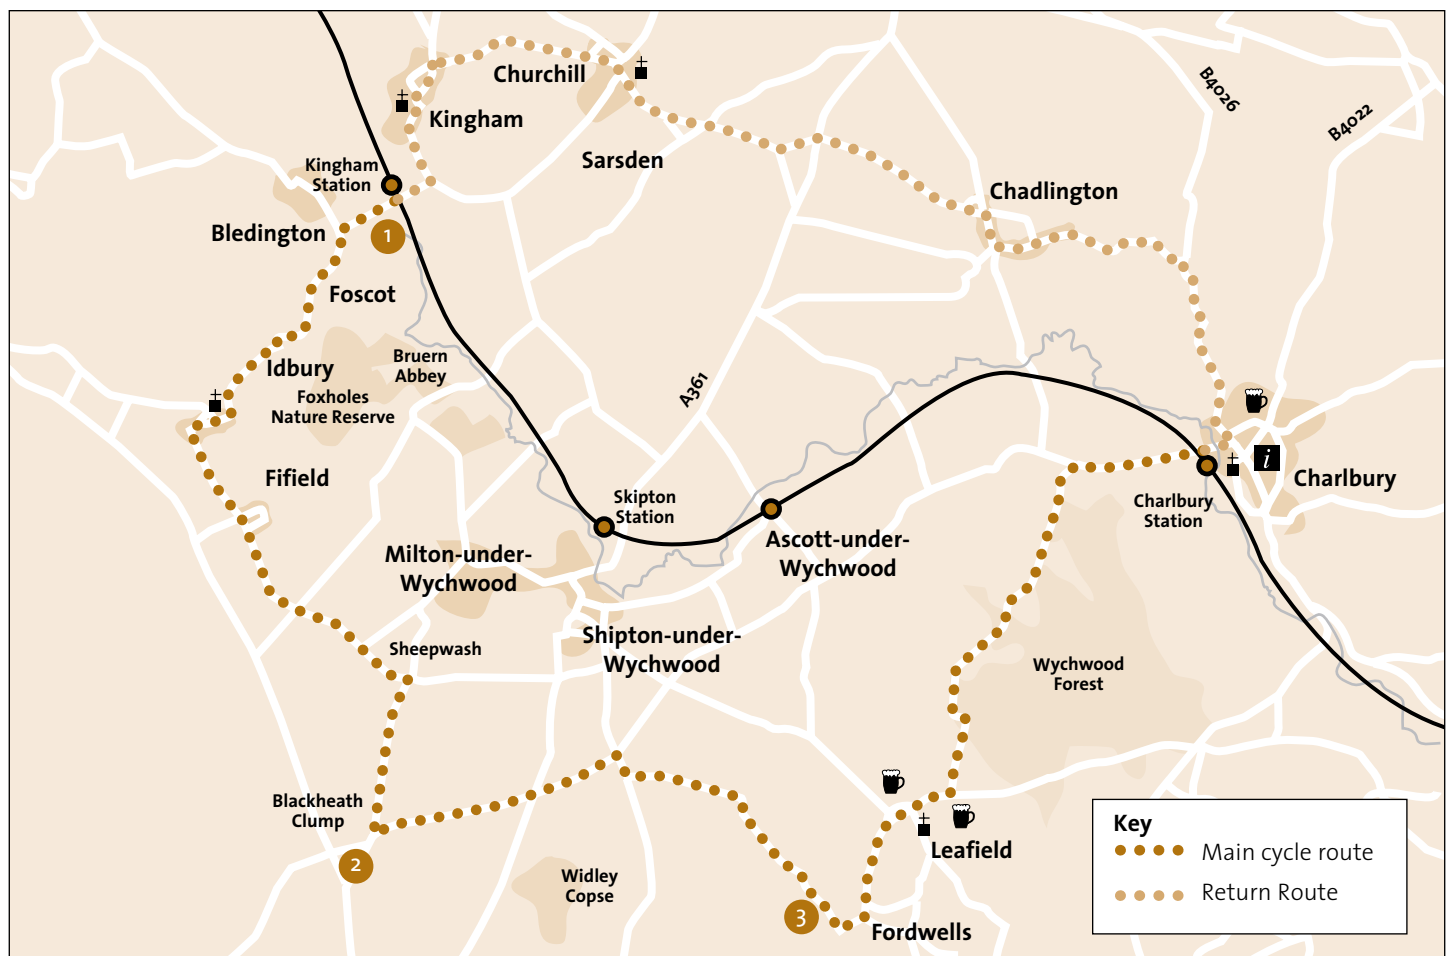 Churchill
Kingham
B4026
B4022
Kingham
Station
Sarsden
Chadlington
Bledington
1
Foscot
Bruern
Abbey
Idbury
Foxholes
Nature Reserve
A361
Fifield
i
Charlbury
Charlbury
Station
Skipton
Station
Ascott-under-
Wychwood
Milton-under-
Wychwood
Shipton-under-
Wychwood
Sheepwash
Wychwood
Forest
Blackheath
Clump
2
Leafield
Widley
Copse
3
Fordwells
Key
Main cycle route
Return Route